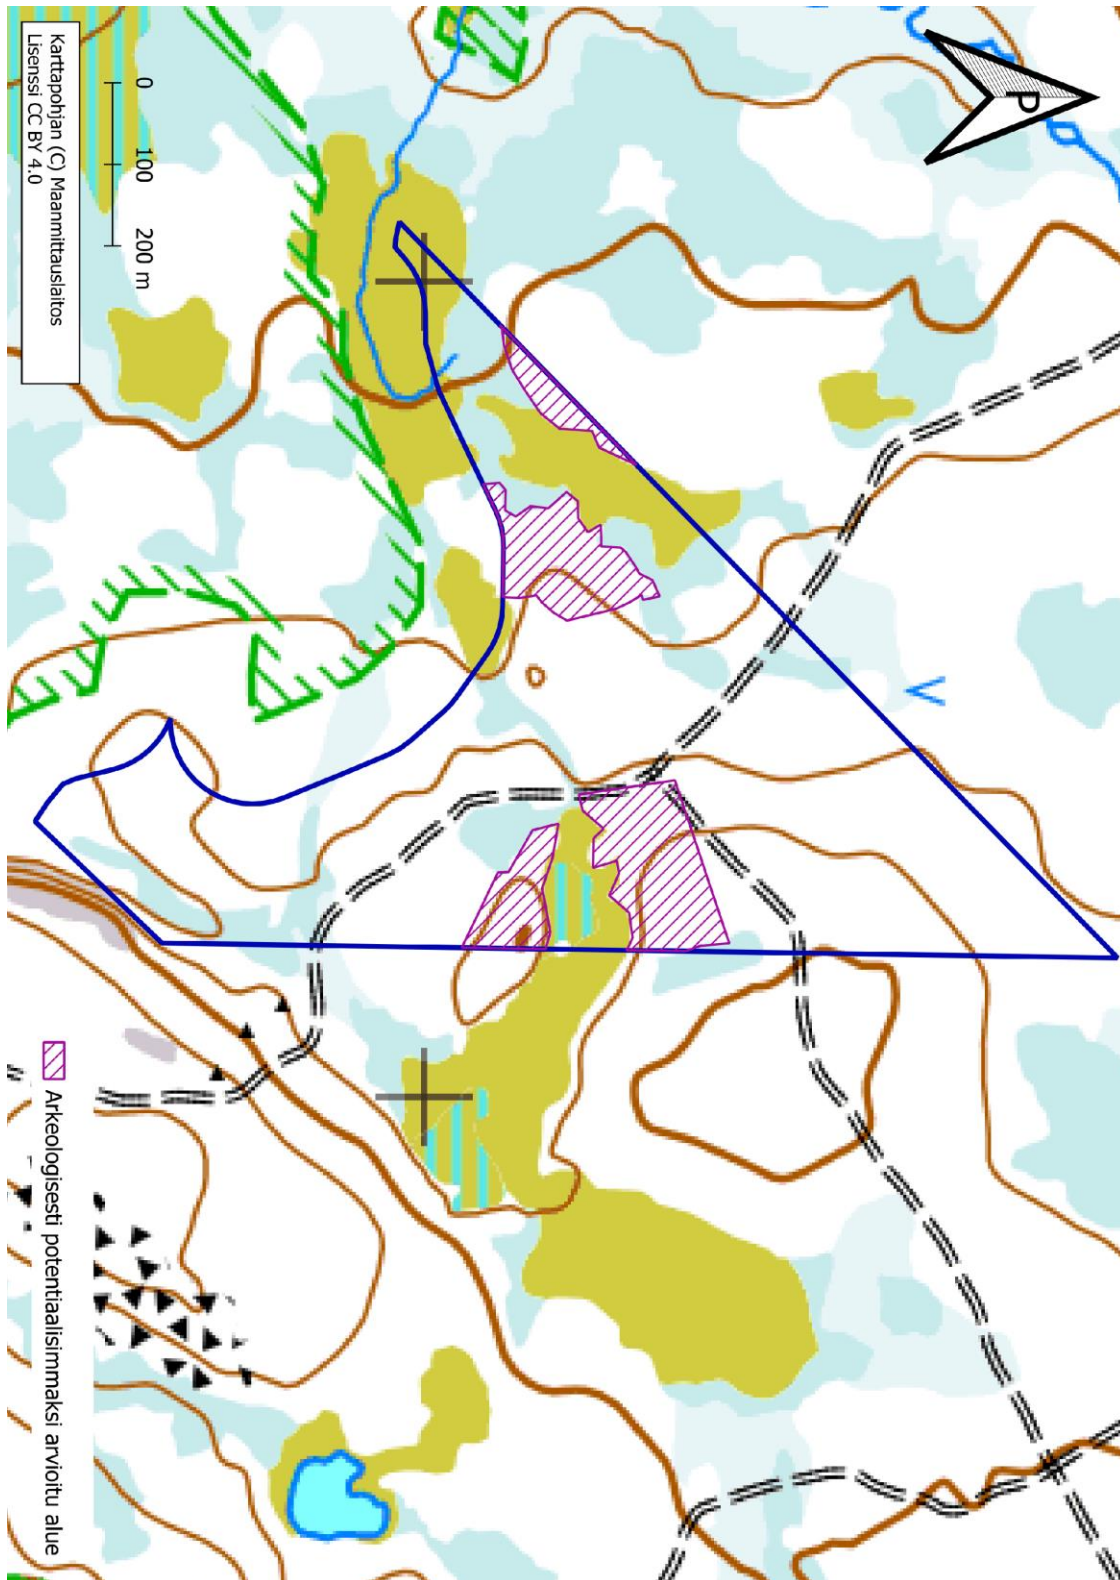 P
0 100 200 m
Karttapohjan (C) Maanmittauslaitos
Lisenssi CC BY 4.0
Arkeologisesti potentiaalisimmaksi arvioitu alue